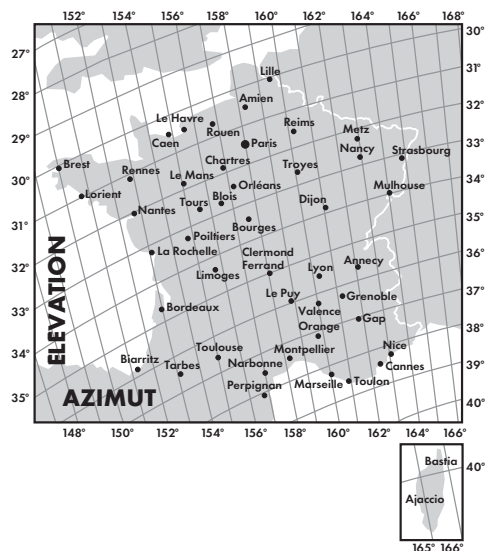 152° 154° 156° 158° 160° 162° 164° 166° 168°
27°
28°
29°
30°
31°
32°
33°
34°
35°
30°
31°
32°
33°
34°
35°
36°
37°
38°
39°
40°
Lille
Amien
Le Havre
Rouen
Caen
Paris
Reims
Metz
Nancy
Strasbourg
Brest
Rennes
Le Mans
Chartres
Troyes
Lorient
Orléans
Blois
Mulhouse
Nantes
Tours
Dijon
Bourges
Poiltiers
La Rochelle
Clermond
Ferrand
Lyon
Annecy
Limoges
Le Puy
Grenoble
Bordeaux
Valence
Gap
Orange
Toulouse
Montpellier
Nice
Biarritz
Tarbes
Narbonne
Cannes
Perpignan
Marseille
Toulon
ELEVATION
AZIMUT
148° 150° 152° 154° 156° 158° 160° 162° 164° 166°
Bastia
40°
Ajaccio
165° 166°